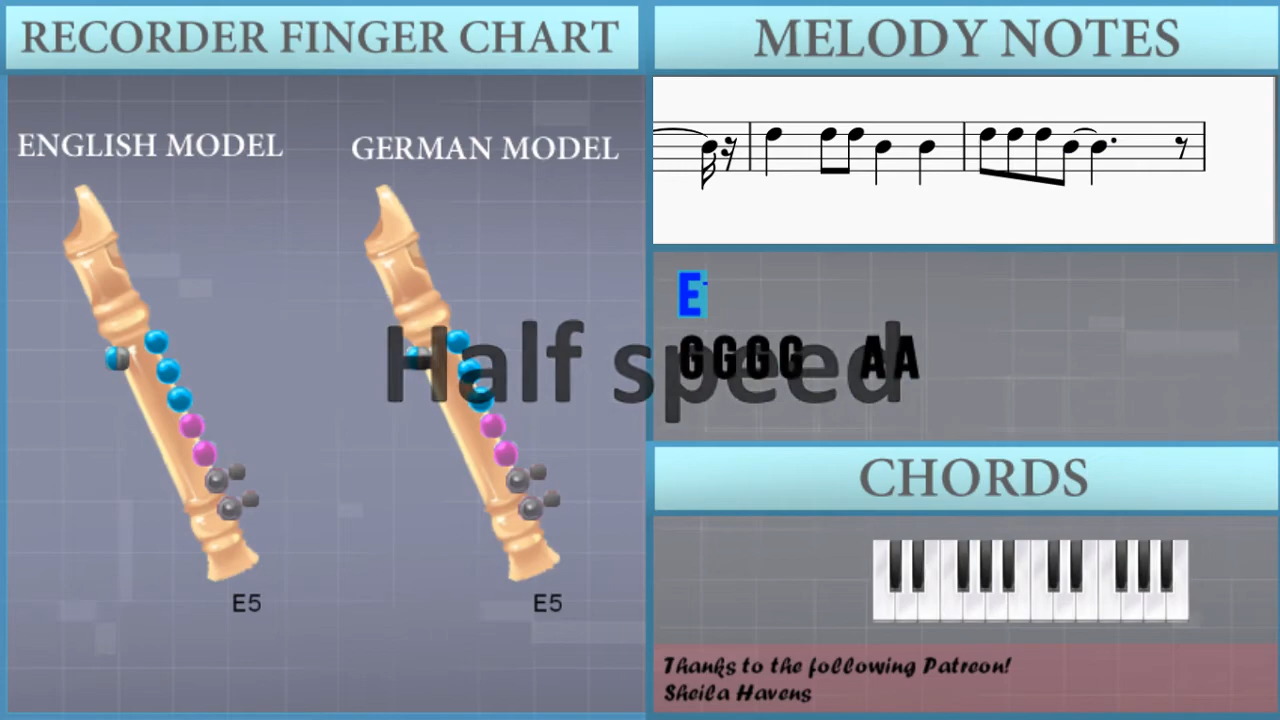 RECORDER FINGER CHART
MELODY NOTES
ENGLISH MODEL
GERMAN MODEL
E
Half speed
GGGG AA
CHORDS
E5
E5
Thanks to the following Patreon!
Sheila Havens